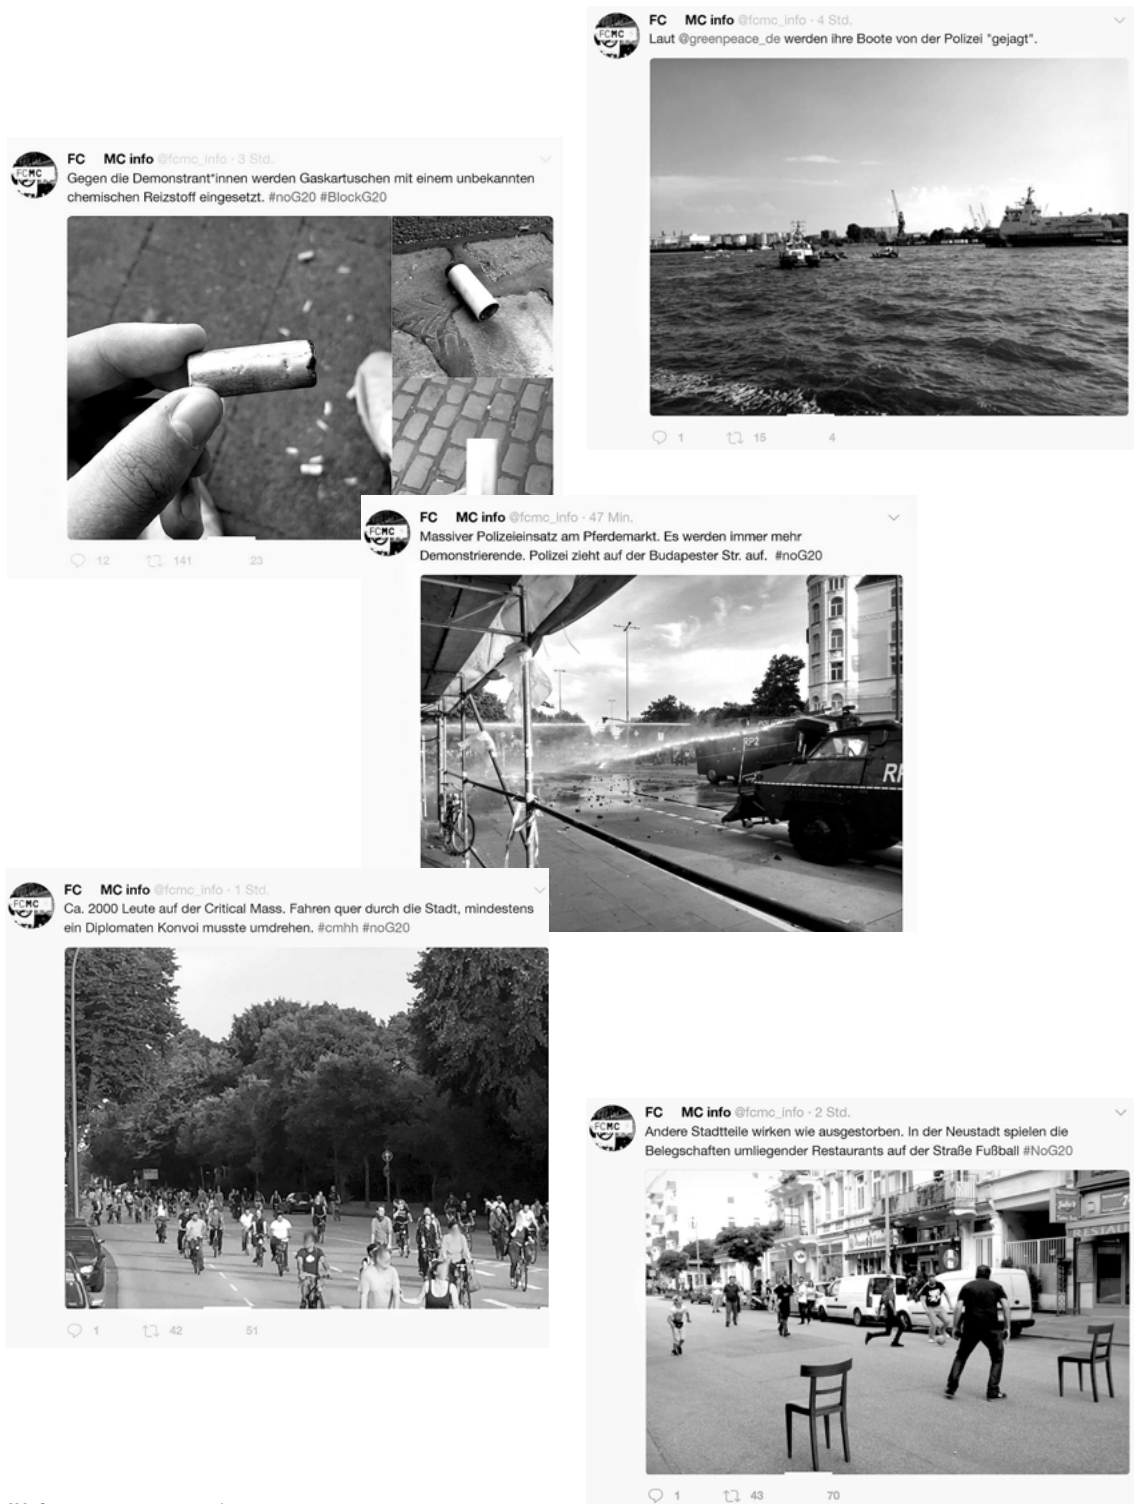 FC MC info @fcmc_info · 4 Std.
Laut @greenpeace_de werden ihre Boote von der Polizei "gejagt".
1 15 4
FC MC info @fcmc_info · 3 Std.
Gegen die Demonstrant*innen werden Gaskartuschen mit einem unbekannten
chemischen Reizstoff eingesetzt. #noG20 #BlockG20
12 141 23
FC MC info @fcmc_info · 47 Min.
Massiver Polizeieinsatz am Pferdemarkt. Es werden immer mehr
Demonstrierende. Polizei zieht auf der Budapester Str. auf. #noG20
RP2
FC MC info @fcmc_info · 1 Std.
Ca. 2000 Leute auf der Critical Mass. Fahren quer durch die Stadt, mindestens
ein Diplomaten Konvoi musste umdrehen. #cmhh #noG20
1 42 51
FC MC info @fcmc_info · 2 Std.
Andere Stadtteile wirken wie ausgestorben. In der Neustadt spielen die
Belegschaften umliegender Restaurants auf der Straße Fußball #NoG20
1 43 70